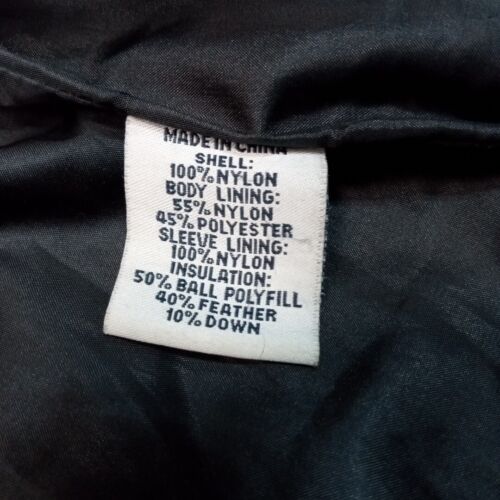 MADE IN CHINA
SHELL:
100% NYLON
BODY LINING:
55% NYLON
45% POLYESTER
SLEEVE LINING:
100% NYLON
INSULATION:
50% BALL POLYFILL
40% FEATHER
10% DOWN